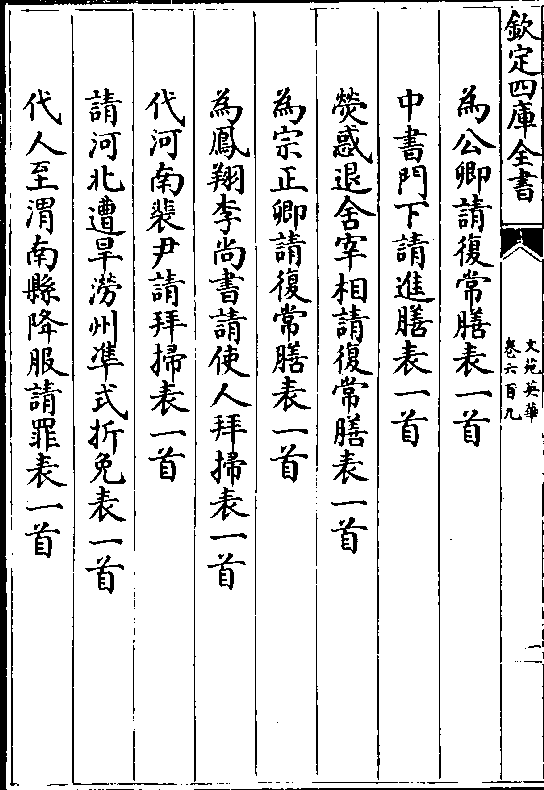 欽定四庫全書
文苑英華
卷六百九
為公卿請復常膳表一首
中書門下請進膳表一首
熒惑退舍宰相請復常膳表一首
為宗正卿請復常膳表一首
為鳳翔李尚書請使人拜掃表一首
代河南裴尹請拜掃表一首
請河北遭旱澇州凖式折免表一首
代人至渭南縣降服請罪表一首